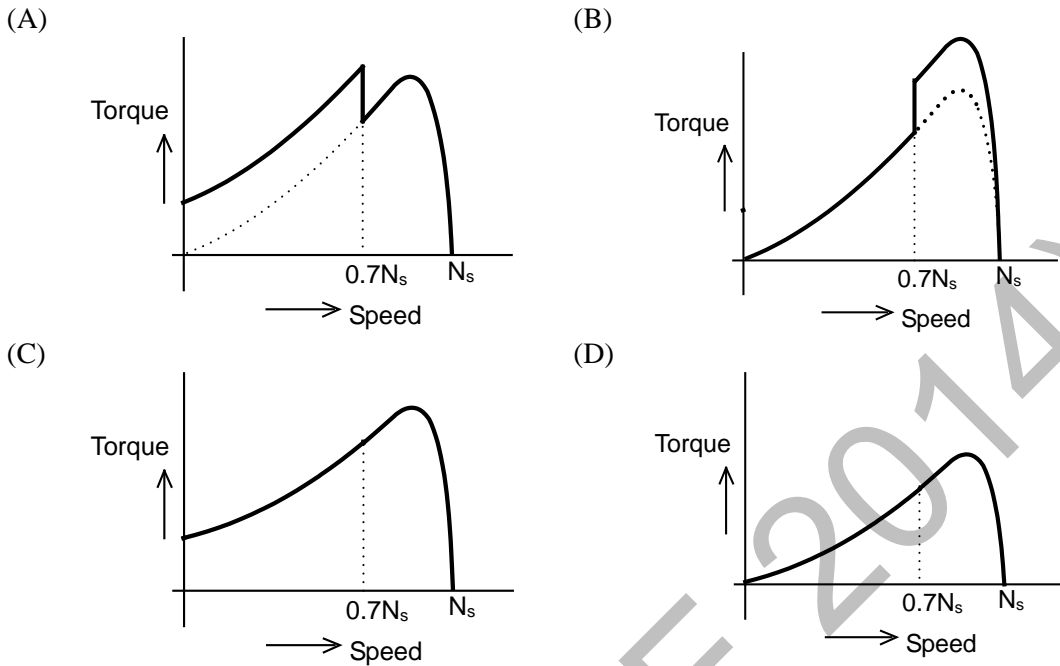 (A)
Torque
0.7Ns
Ns
Speed
(B)
Torque
0.7Ns
Ns
Speed
(C)
Torque
0.7Ns
Ns
Speed
(D)
Torque
0.7Ns
Ns
Speed
2014)